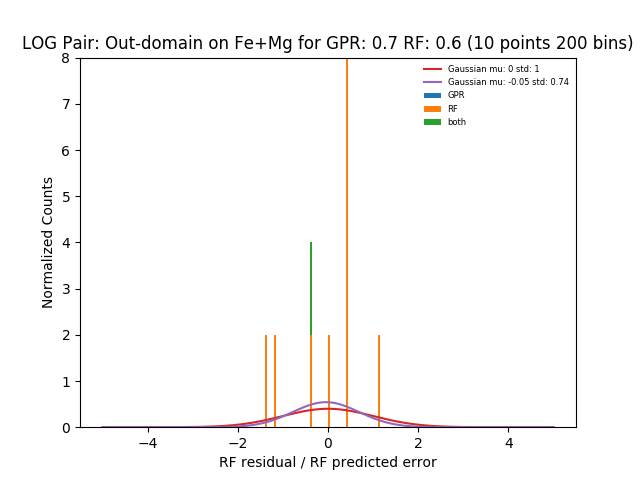 LOG Pair: Out-domain on Fe+Mg for GPR: 0.7 RF: 0.6 (10 points 200 bins)
Gaussian mu: 0 std: 1
Gaussian mu: -0.05 std: 0.74
GPR
RF
both
Normalized Counts
8
7
6
5
4
3
2
1
0
−4 −2 0 2 4
RF residual / RF predicted error